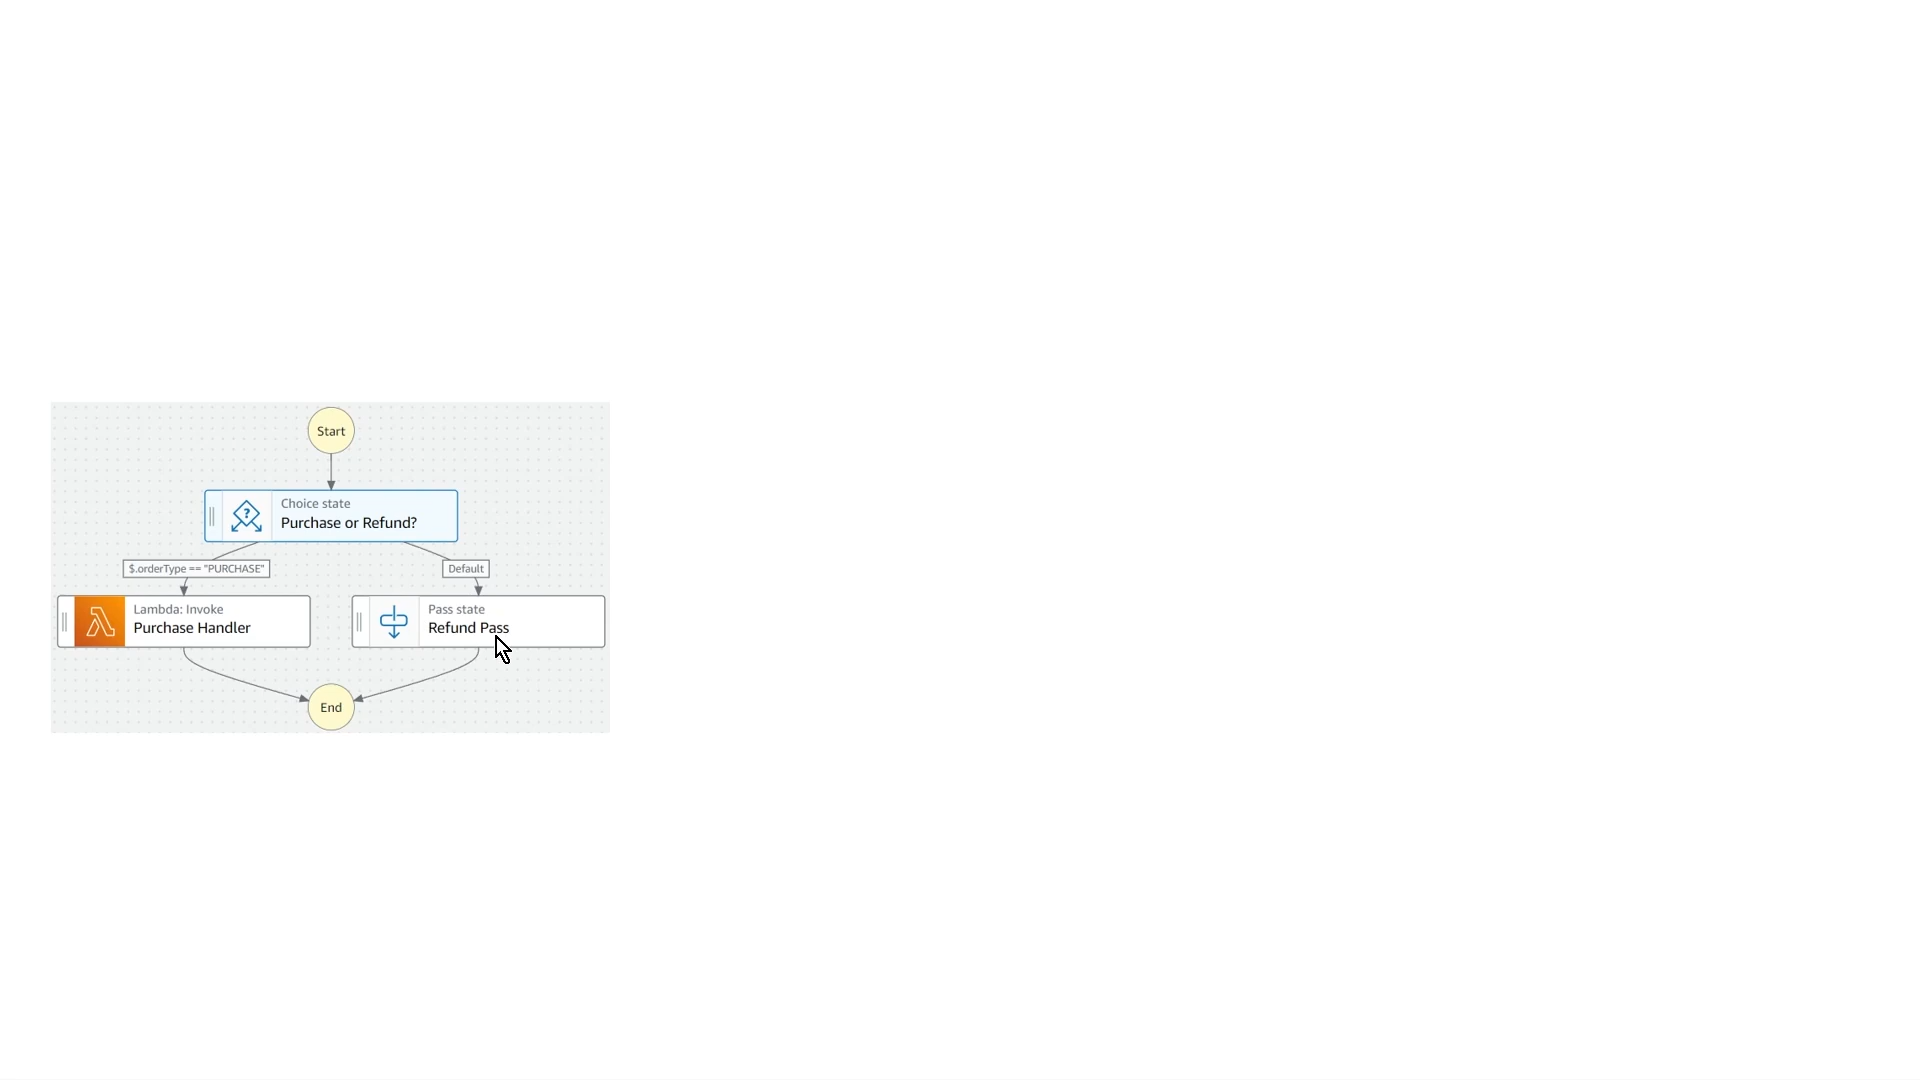 Start
Choice state
Purchase or Refund?
$.orderType == "PURCHASE"
Default
Lambda: Invoke
Purchase Handler
Pass state
Refund Pass
End